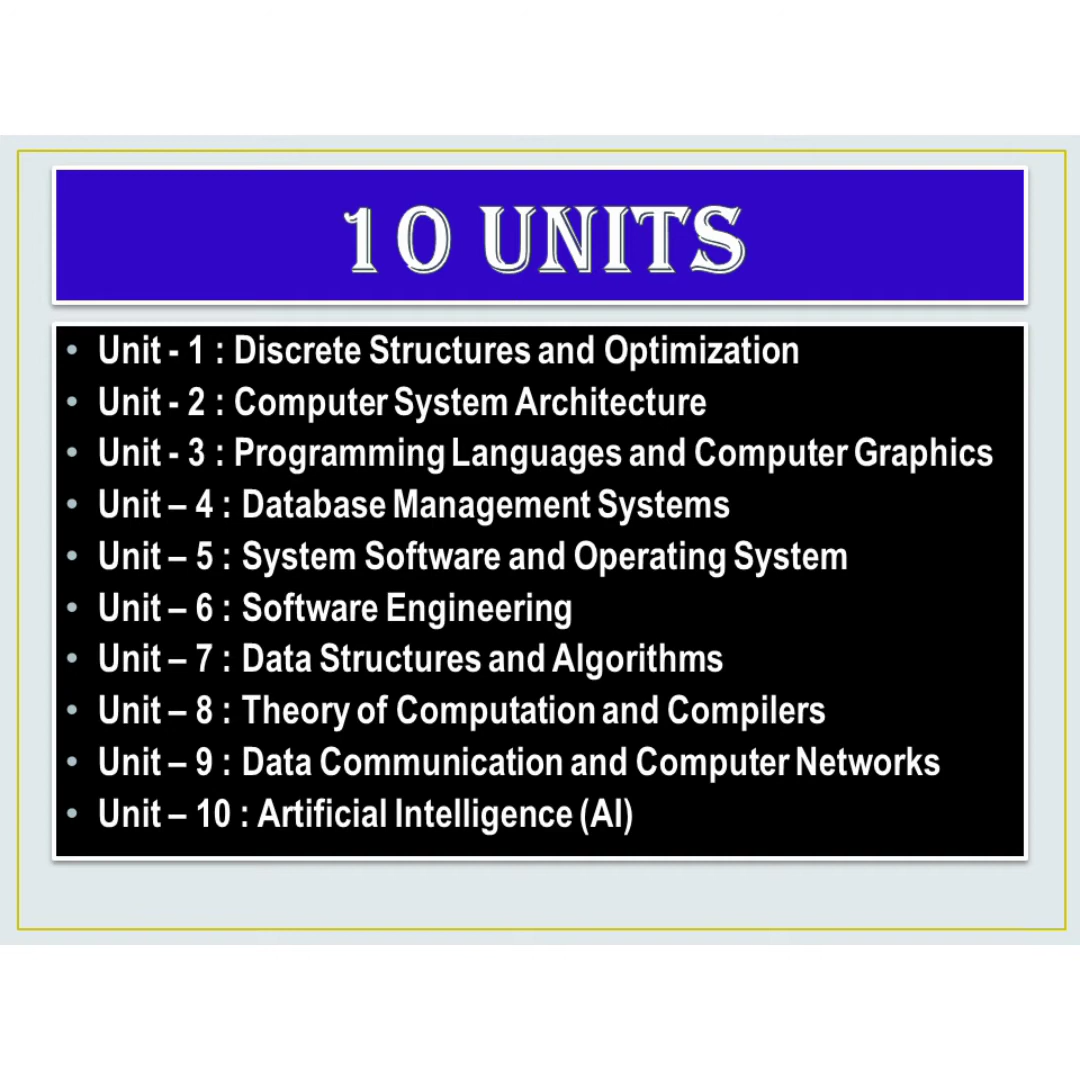 10 UNITS
• Unit - 1 : Discrete Structures and Optimization
• Unit - 2 : Computer System Architecture
• Unit - 3 : Programming Languages and Computer Graphics
• Unit – 4 : Database Management Systems
• Unit – 5 : System Software and Operating System
• Unit – 6 : Software Engineering
• Unit – 7 : Data Structures and Algorithms
• Unit – 8 : Theory of Computation and Compilers
• Unit – 9 : Data Communication and Computer Networks
• Unit – 10 : Artificial Intelligence (AI)